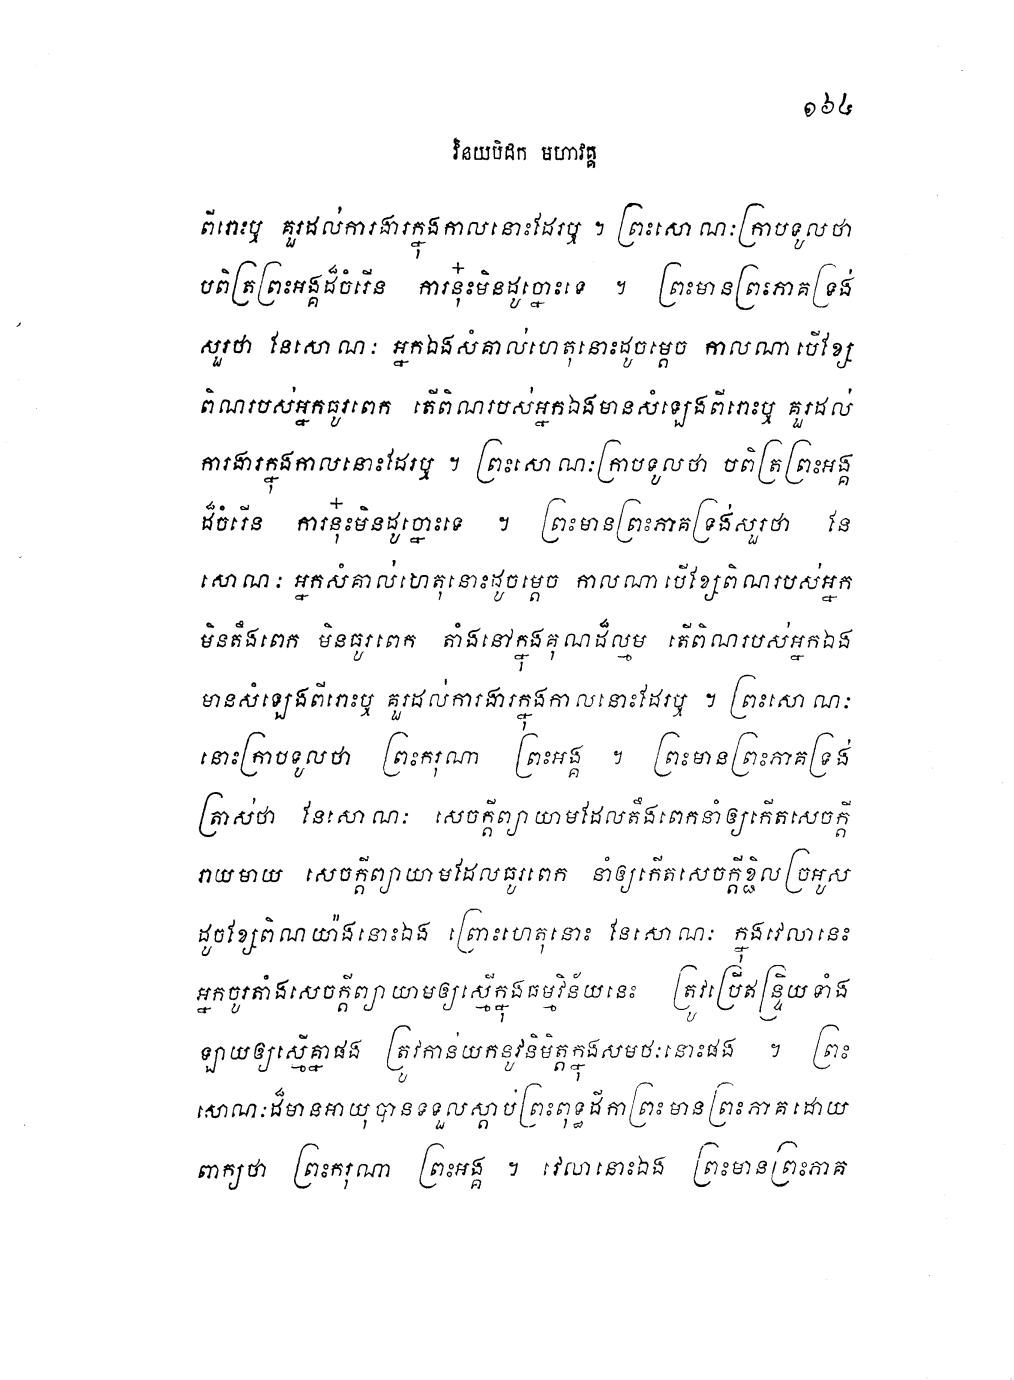 ១៦៤
វិនយបិដក មហាវគ្គ
ពីរោះឬ គួរដល់ការងារក្នុងកាលនោះដែរឬ ។ ព្រះសោណៈក្រាបទូលថា
បពិត្រព្រះអង្គដ៏ចំរើន ការនុ៎ះមិនដូច្នោះទេ ។ ព្រះមានព្រះភាគទ្រង់
សួរថា នែសោណៈ អ្នកឯងសំគាល់ហេតុនោះដូចម្តេច កាលណាបើខ្សែ
ពិណរបស់អ្នកធូរពេក តើពិណរបស់អ្នកឯងមានសំឡេងពីរោះឬ គួរដល់
ការងារក្នុងកាលនោះដែរឬ ។ ព្រះសោណៈក្រាបទូលថា បពិត្រព្រះអង្គ
ដ៏ចំរើន ការនុ៎ះមិនដូច្នោះទេ ។ ព្រះមានព្រះភាគទ្រង់សួរថា នែ
សោណៈ អ្នកសំគាល់ហេតុនោះដូចម្តេច កាលណាបើខ្សែពិណរបស់អ្នក
មិនតឹងពេក មិនធូរពេក តាំងនៅក្នុងគុណដ៏ល្មម តើពិណរបស់អ្នកឯង
មានសំឡេងពីរោះឬ គួរដល់ការងារក្នុងកាលនោះដែរឬ ។ ព្រះសោណៈ
នោះក្រាបទូលថា ព្រះករុណា ព្រះអង្គ ។ ព្រះមានព្រះភាគទ្រង់
ត្រាស់ថា នែសោណៈ សេចក្តីព្យាយាមដែលតឹងពេកនាំឲ្យកើតសេចក្តី
រាយមាយ សេចក្តីព្យាយាមដែលធូរពេក នាំឲ្យកើតសេចក្តីខ្ជិលច្រអូស
ដូចខ្សែពិណយ៉ាងនោះឯង ព្រោះហេតុនោះ នែសោណៈ ក្នុងវេលានេះ
អ្នកចូរតាំងសេចក្តីព្យាយាមឲ្យស្មើក្នុងធម្មវិន័យនេះ ត្រូវប្រើឥន្ទ្រិយទាំង
ឡាយឲ្យស្មើគ្នាផង ត្រូវកាន់យកនូវនិមិត្តក្នុងសមថៈនោះផង ។ ព្រះ
សោណៈដ៏មានអាយុបានទទួលស្តាប់ព្រះពុទ្ធដីកាព្រះមានព្រះភាគដោយ
ពាក្យថា ព្រះករុណា ព្រះអង្គ ។ វេលានោះឯង ព្រះមានព្រះភាគ